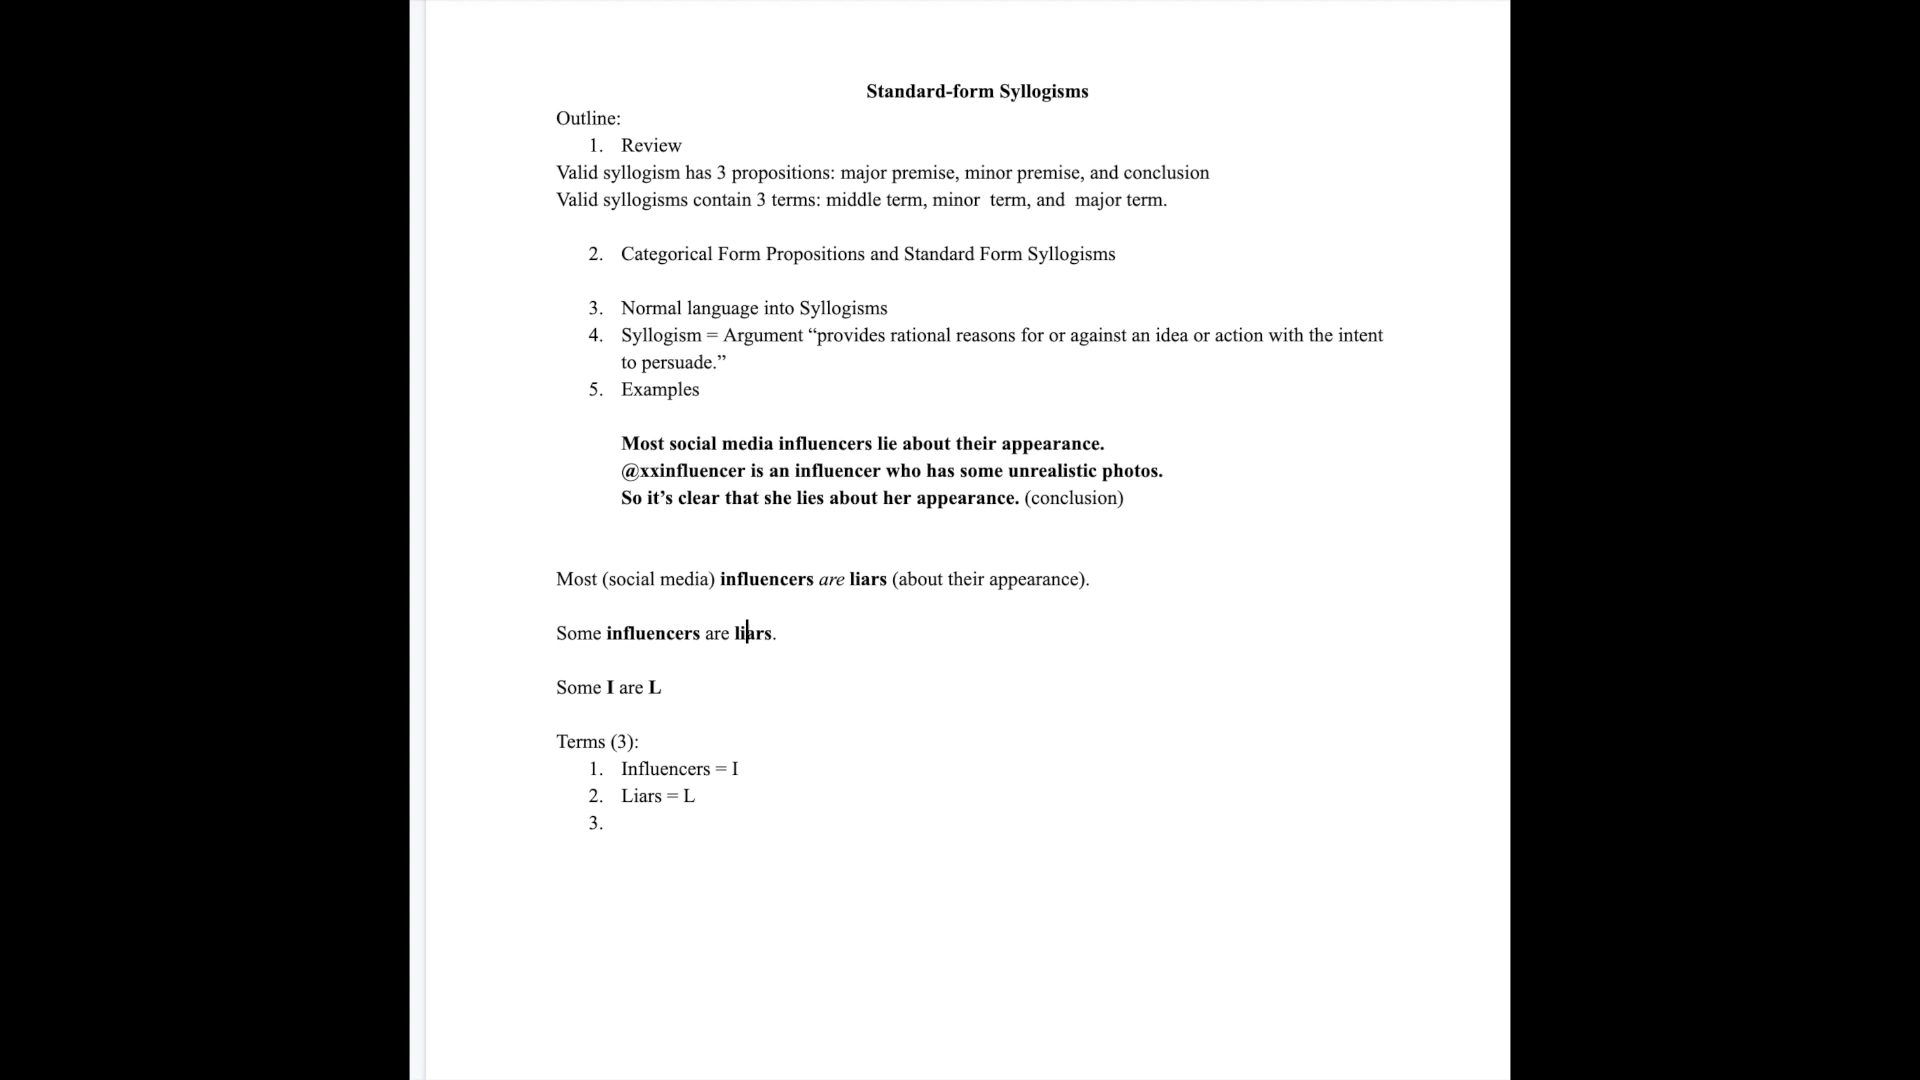 Standard-form Syllogisms
Outline:
1. Review
Valid syllogism has 3 propositions: major premise, minor premise, and conclusion
Valid syllogisms contain 3 terms: middle term, minor  term, and  major term.
2. Categorical Form Propositions and Standard Form Syllogisms
3. Normal language into Syllogisms
4. Syllogism = Argument “provides rational reasons for or against an idea or action with the intent
to persuade.”
5. Examples
Most social media influencers lie about their appearance.
@xxinfluencer is an influencer who has some unrealistic photos.
So it’s clear that she lies about her appearance. (conclusion)
Most (social media) influencers are liars (about their appearance).
Some influencers are liars.
Some I are L
Terms (3):
1. Influencers = I
2. Liars = L
3.